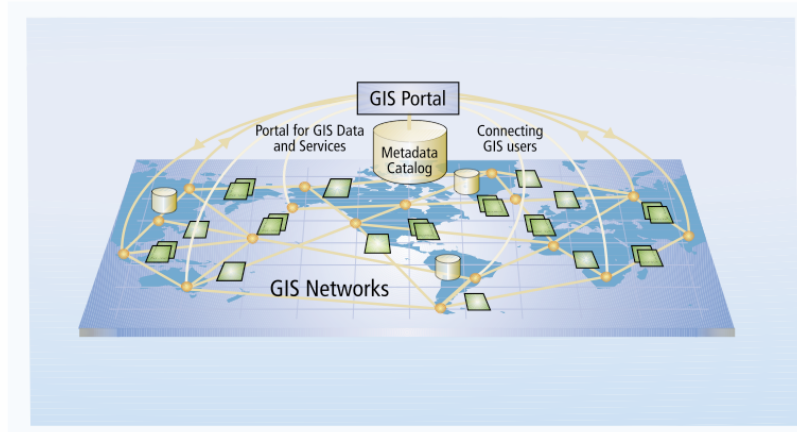 GIS Portal
Portal for GIS Data
and Services
Connecting
GIS users
Metadata
Catalog
GIS Networks